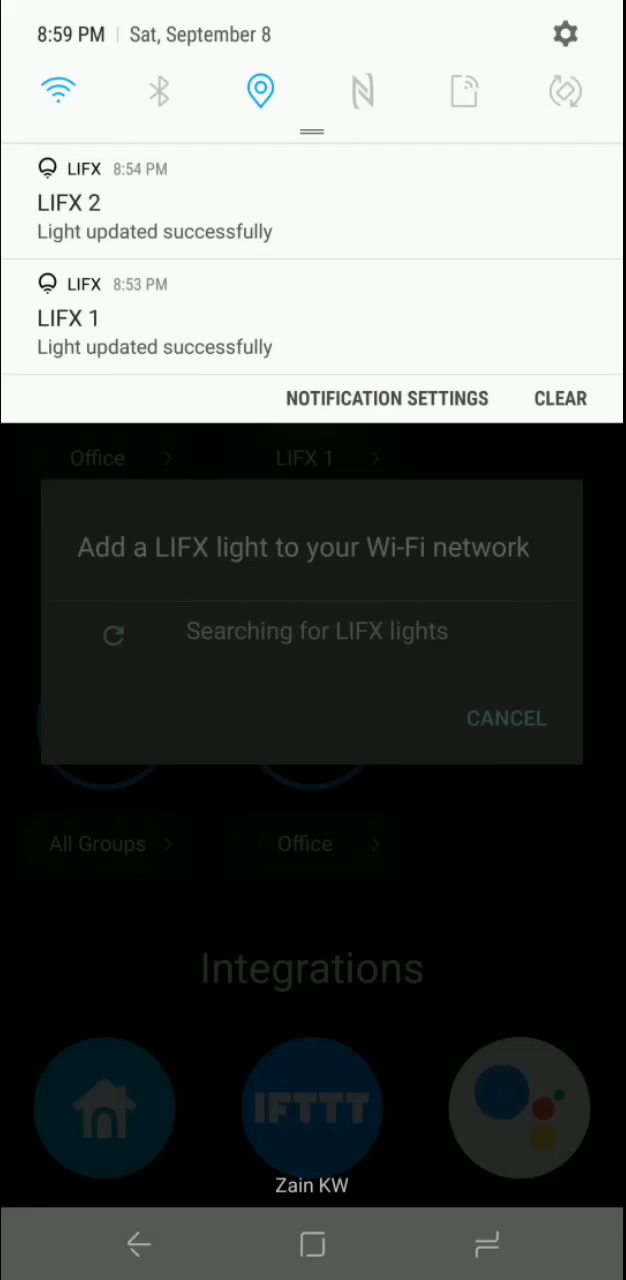 8:59 PM | Sat, September 8
LIFX 8:54 PM
LIFX 2
Light updated successfully
LIFX 8:53 PM
LIFX 1
Light updated successfully
NOTIFICATION SETTINGS CLEAR
Office > LIFX 1 >
Add a LIFX light to your Wi-Fi network
Searching for LIFX lights
CANCEL
All Groups > Office >
Integrations
IFTTT
Zain KW